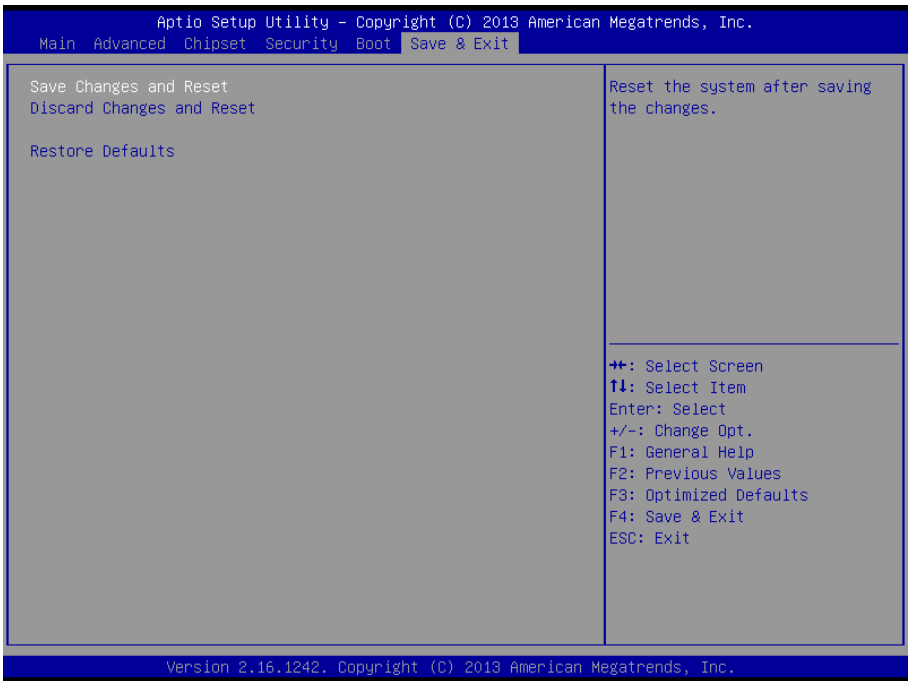 Aptio Setup Utility – Copyright (C) 2013 American Megatrends, Inc.
Main Advanced Chipset Security Boot Save & Exit
Save Changes and Reset
Discard Changes and Reset
Restore Defaults
Reset the system after saving
the changes.
→←: Select Screen
↑↓: Select Item
Enter: Select
+/-: Change Opt.
F1: General Help
F2: Previous Values
F3: Optimized Defaults
F4: Save & Exit
ESC: Exit
Version 2.16.1242. Copyright (C) 2013 American Megatrends, Inc.